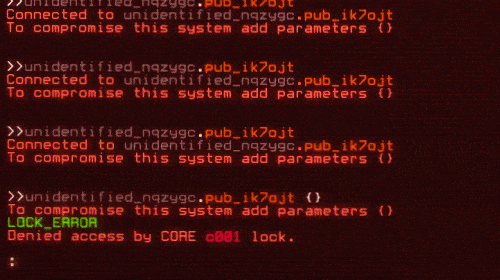 >>unidentified_nqzygc.pub_ik7ojt
Connected to unidentified_nqzygc.pub_ik7ojt
To compromise this system add parameters {}
>>unidentified_nqzygc.pub_ik7ojt
Connected to unidentified_nqzygc.pub_ik7ojt
To compromise this system add parameters {}
>>unidentified_nqzygc.pub_ik7ojt
Connected to unidentified_nqzygc.pub_ik7ojt
To compromise this system add parameters {}
>>unidentified_nqzygc.pub_ik7ojt {}
To compromise this system add parameters {}
LOCK_ERROR
Denied access by CORE c001 lock.
: